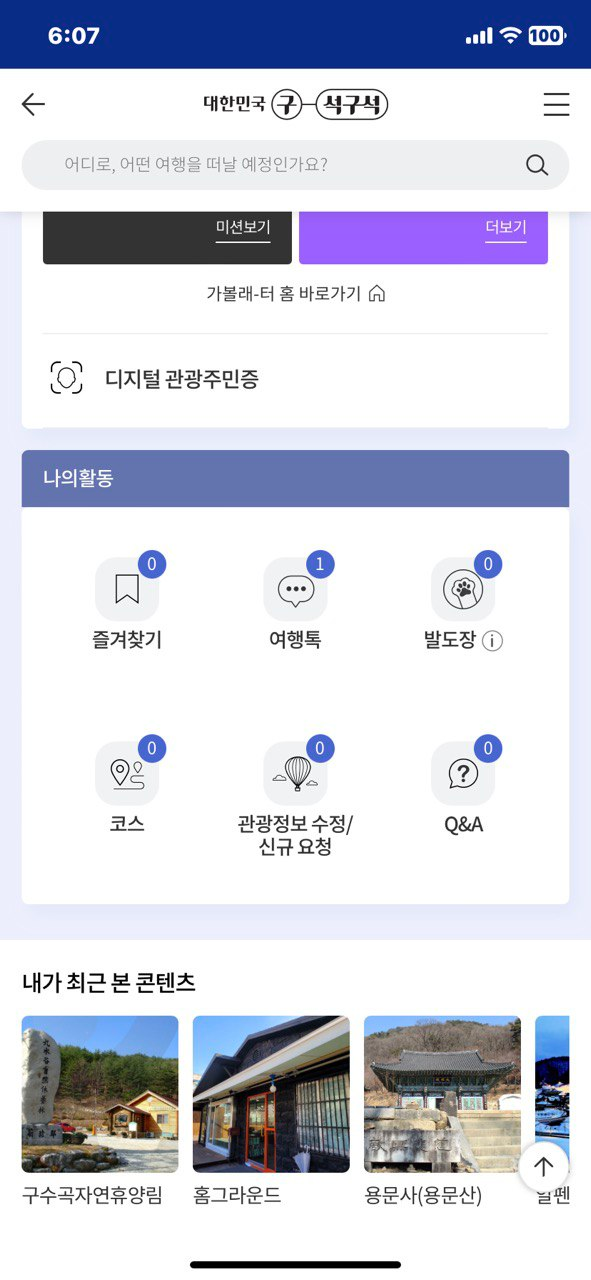 6:07
100
대한민국 구석구석
어디로, 어떤 여행을 떠날 예정인가요?
미션보기
더보기
가볼래-터 홈 바로가기
디지털 관광주민증
나의활동
0
1
0
즐겨찾기
여행톡
발도장
0
0
0
코스
관광정보 수정/
신규 요청
Q&A
내가 최근 본 콘텐츠
구수곡자연휴양림
홈그라운드
용문사(용문산)
알펜